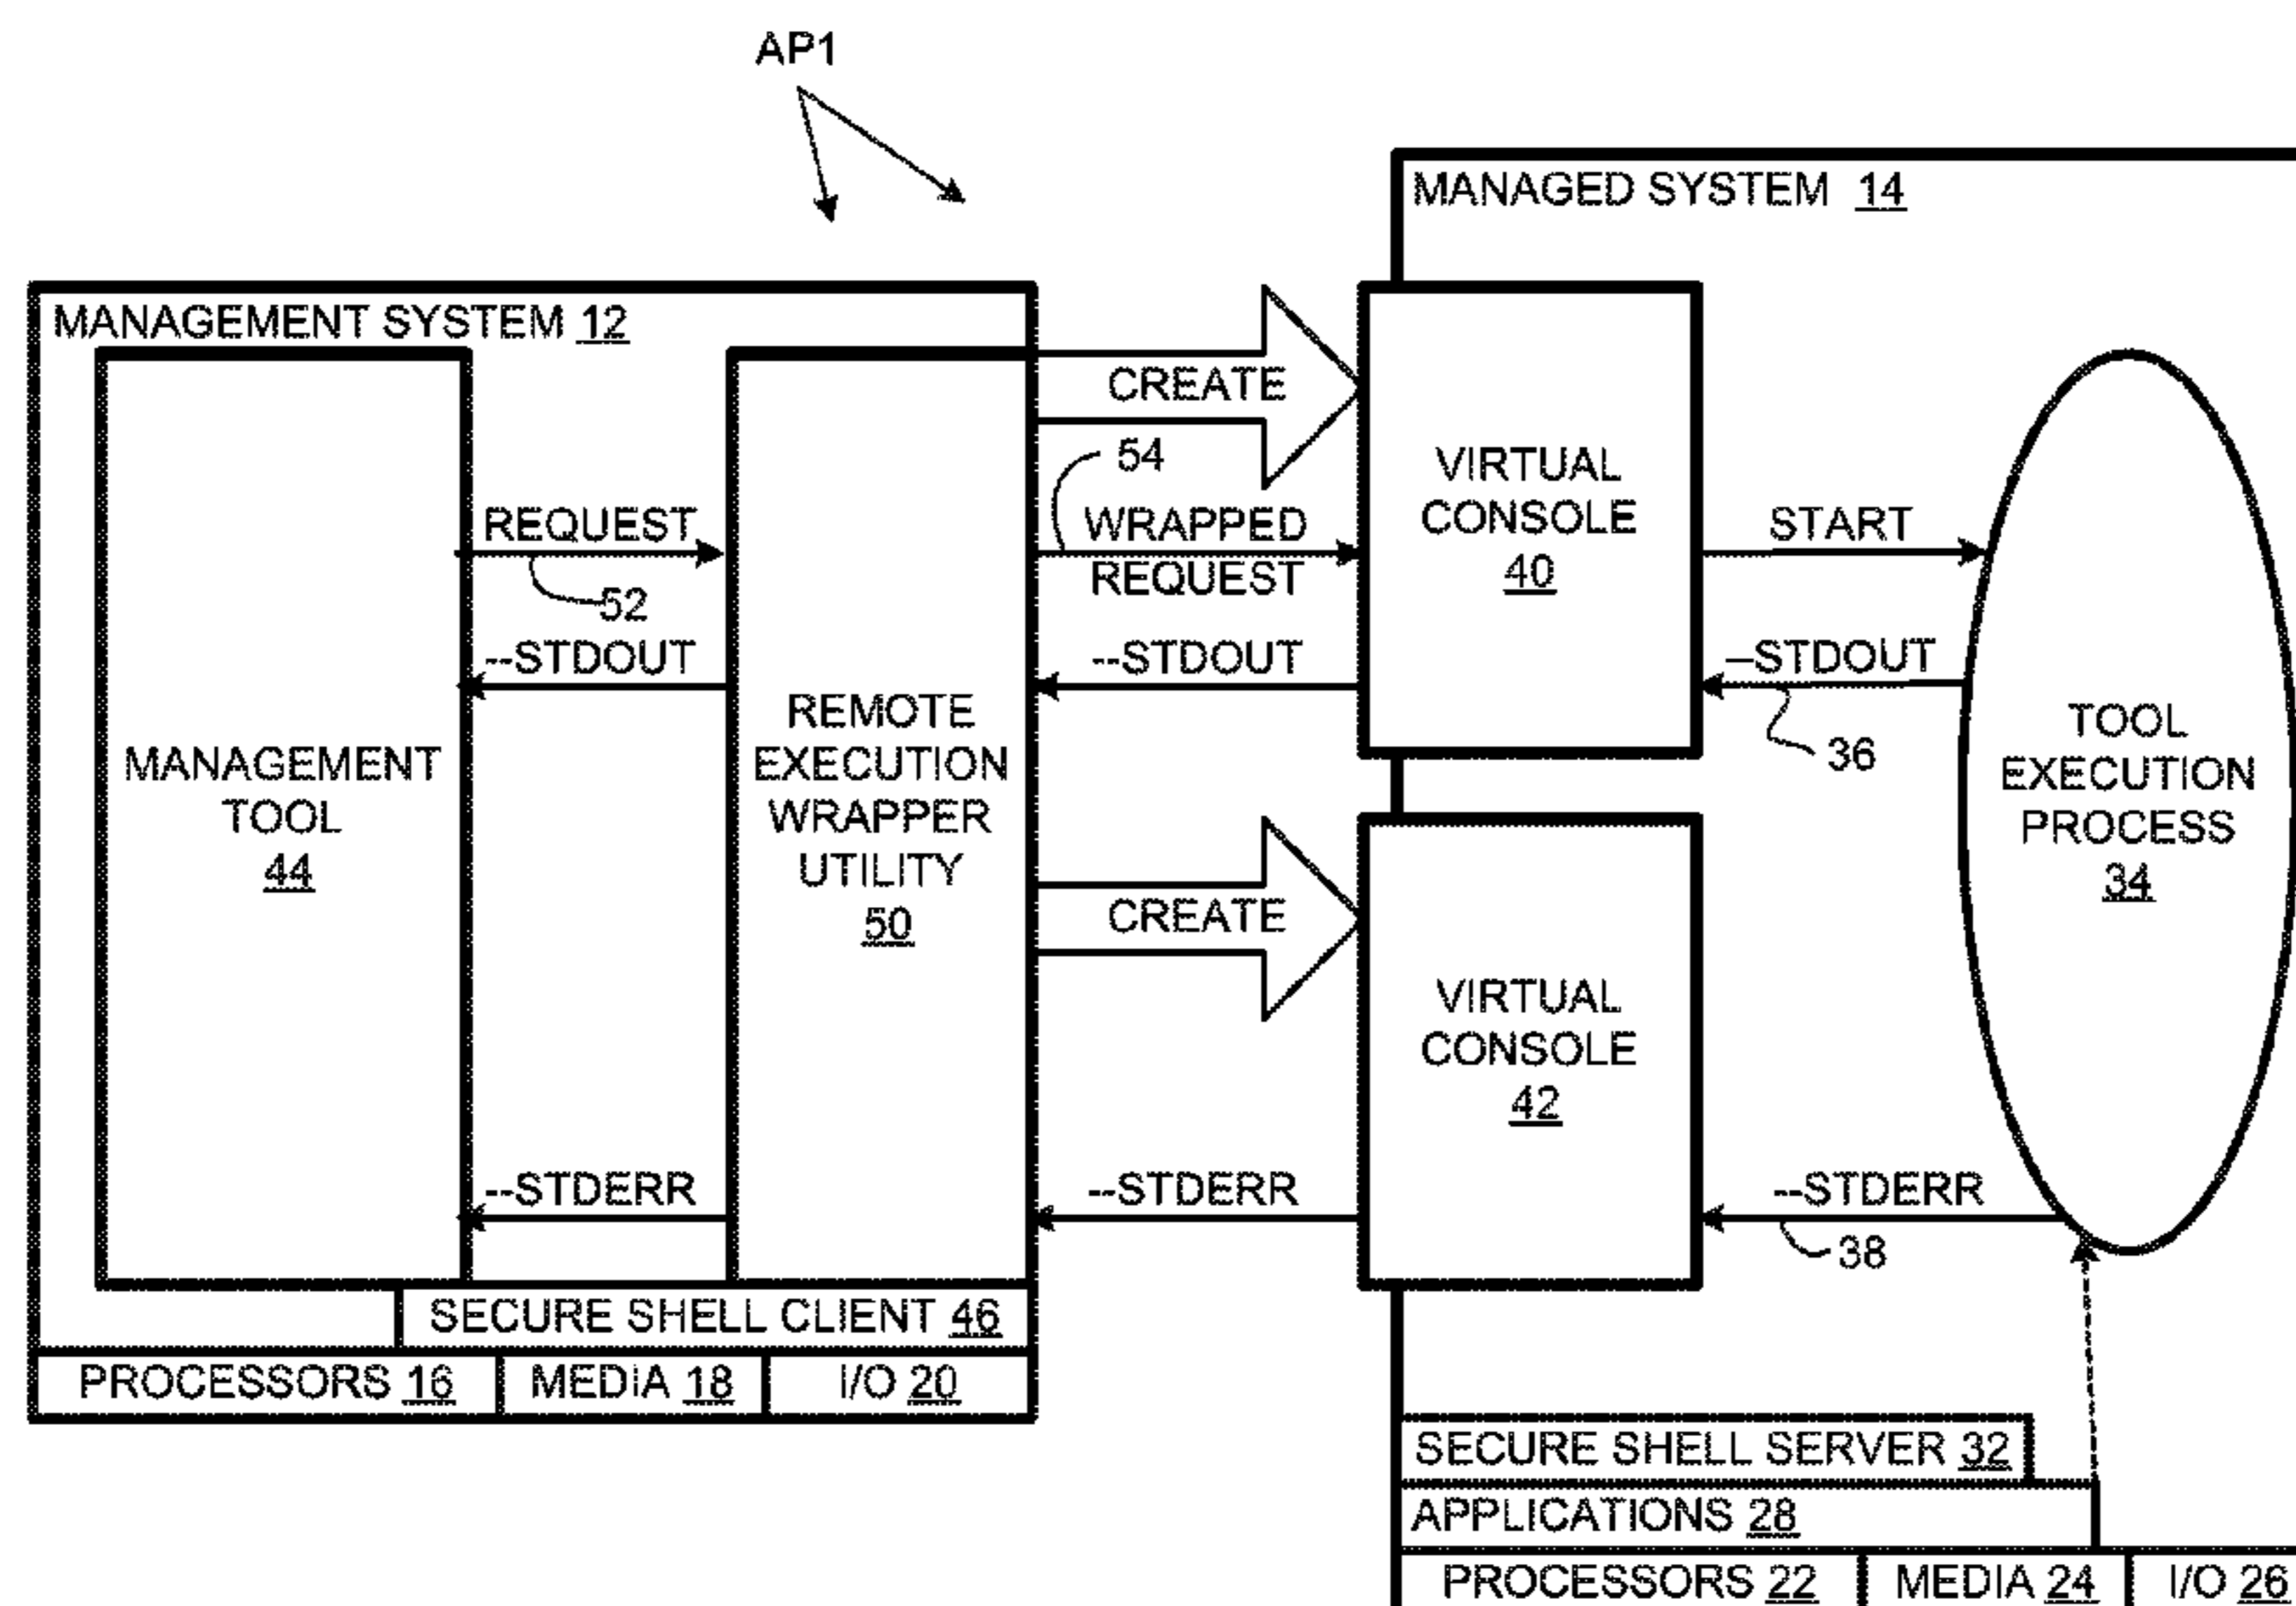 AP1
MANAGED SYSTEM 14
MANAGEMENT SYSTEM 12
CREATE
54
VIRTUAL
CONSOLE
40
REQUEST
52
WRAPPED
REQUEST
START
--STDOUT
--STDOUT
--STDOUT
36
MANAGEMENT
TOOL
44
REMOTE
EXECUTION
WRAPPER
UTILITY
50
TOOL
EXECUTION
PROCESS
34
CREATE
VIRTUAL
CONSOLE
42
--STDERR
--STDERR
--STDERR
38
SECURE SHELL CLIENT 46
PROCESSORS 16
MEDIA 18
I/O 20
SECURE SHELL SERVER 32
APPLICATIONS 28
PROCESSORS 22
MEDIA 24
I/O 26